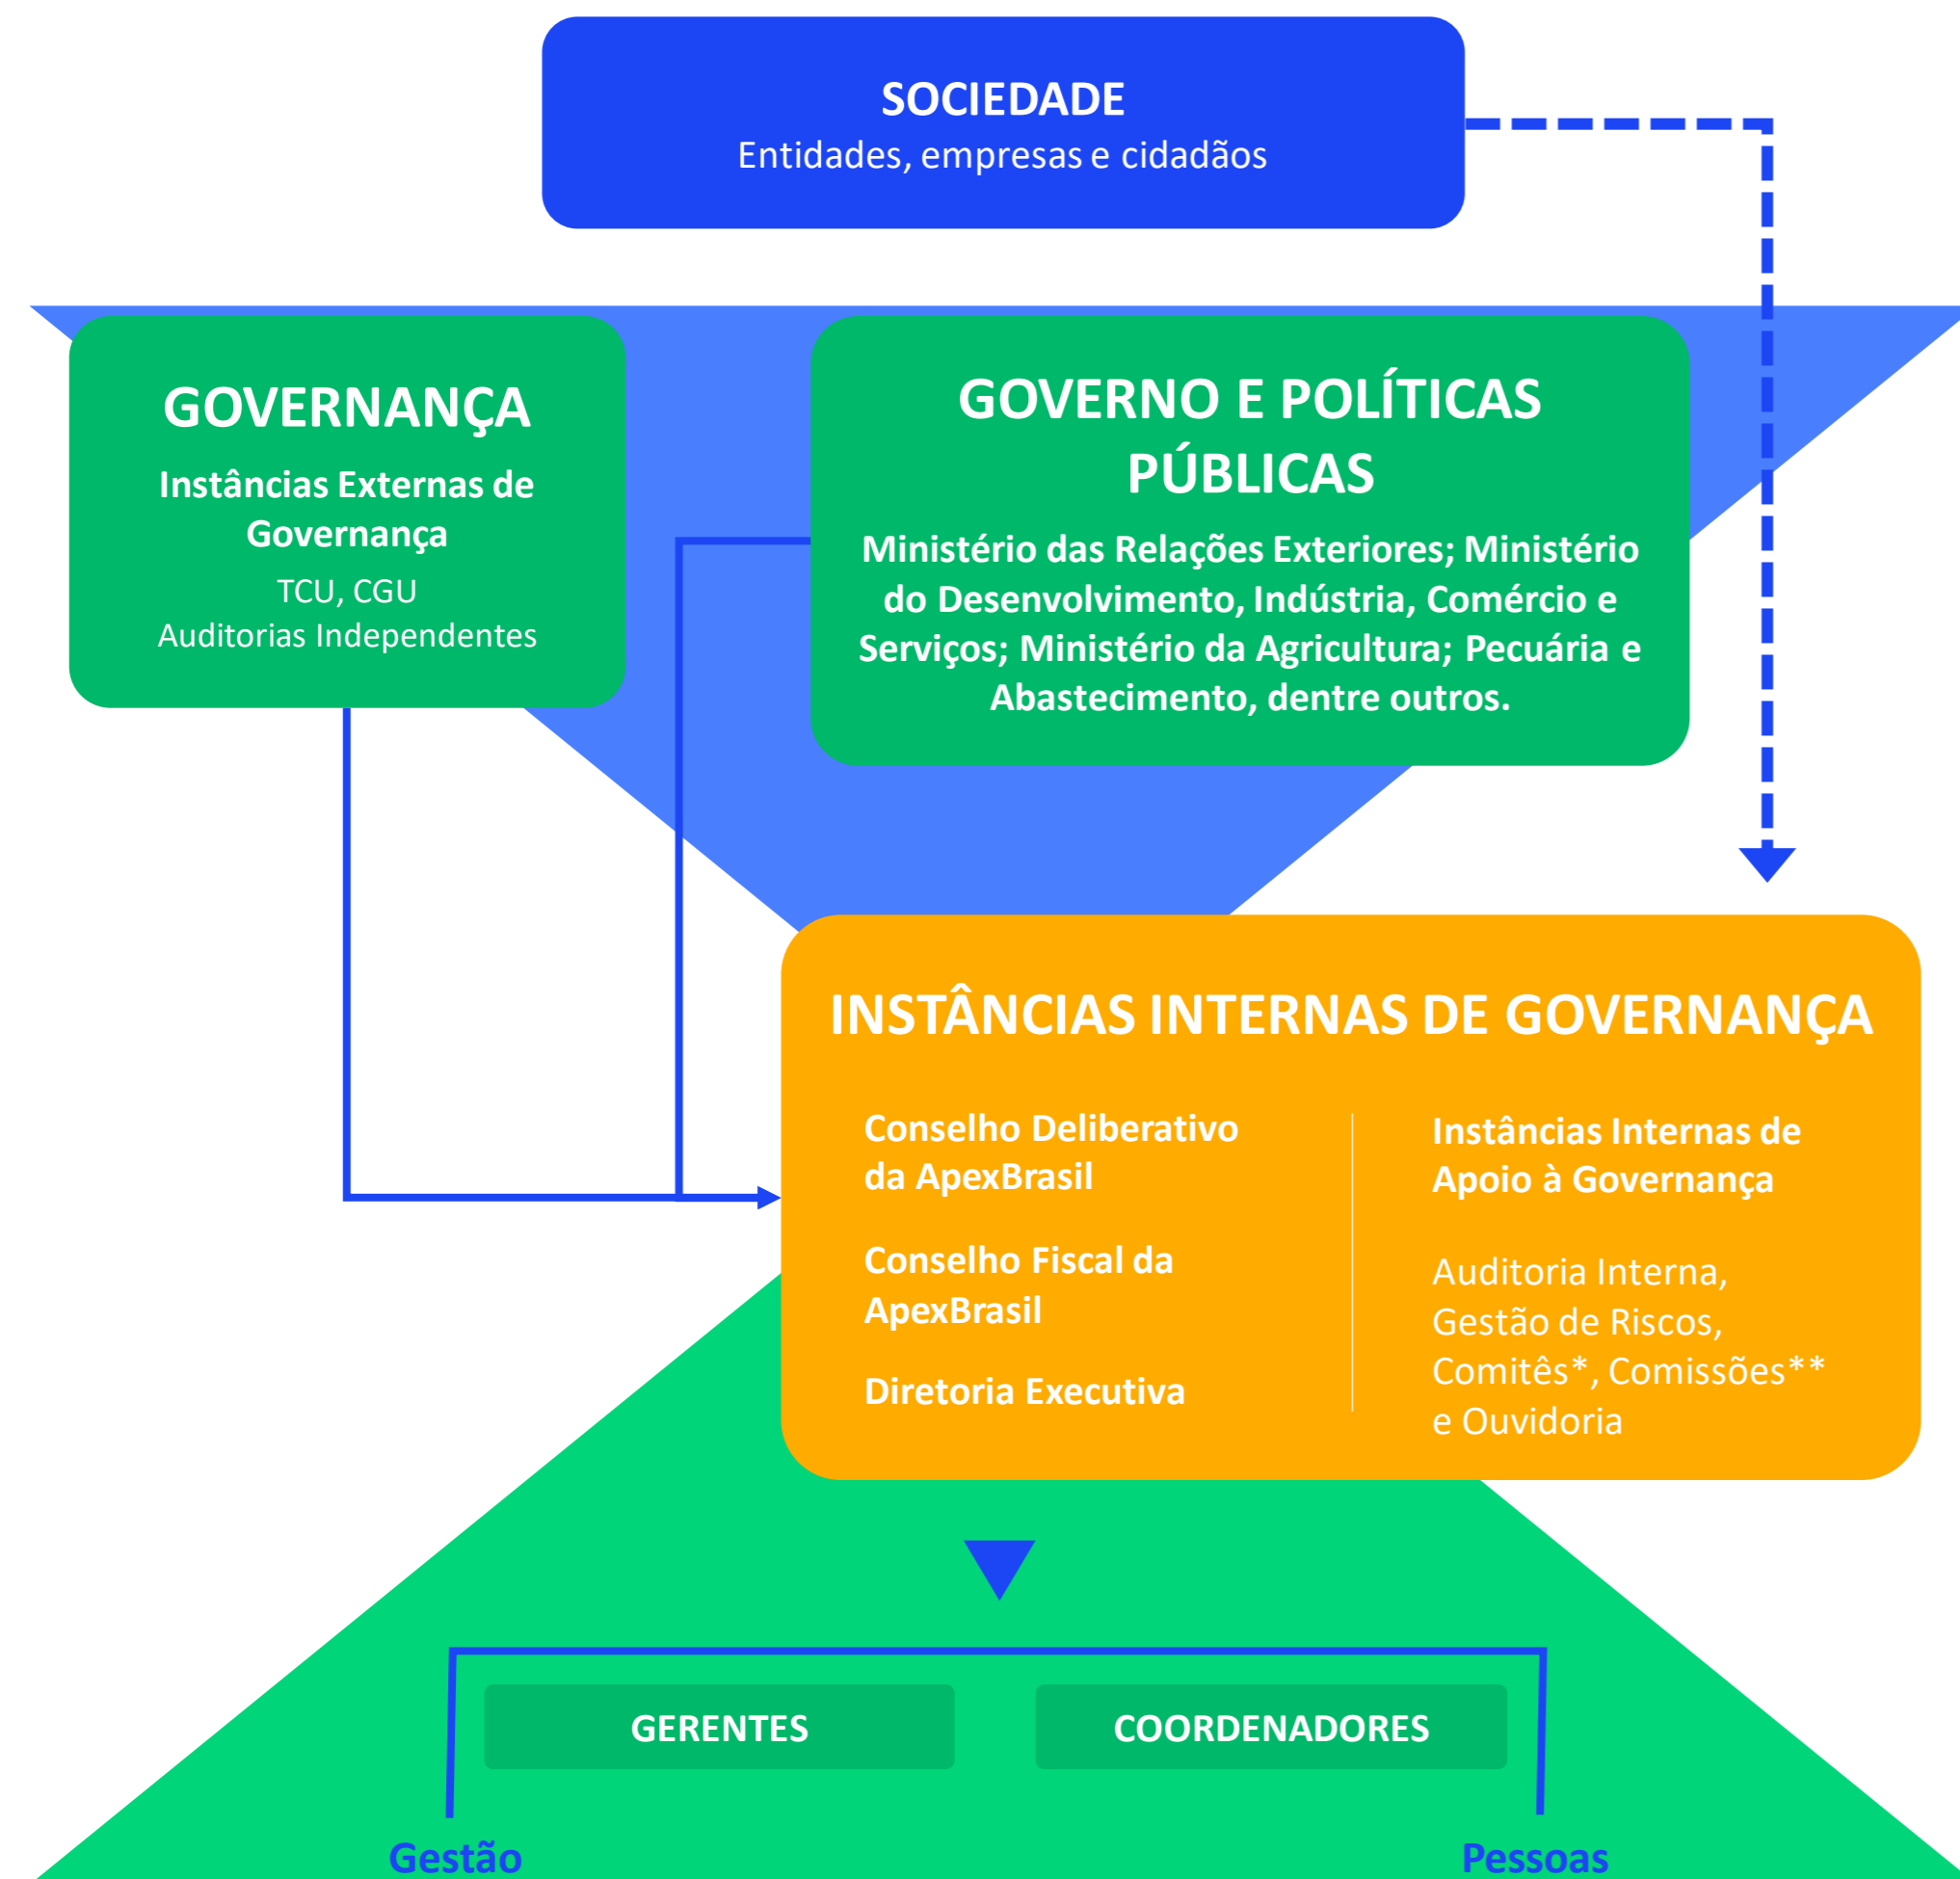 SOCIEDADE
Entidades, empresas e cidadãos
GOVERNANÇA
Instâncias Externas de
Governança
TCU, CGU
Auditorias Independentes
GOVERNO E POLÍTICAS
PÚBLICAS
Ministério das Relações Exteriores; Ministério
do Desenvolvimento, Indústria, Comércio e
Serviços; Ministério da Agricultura; Pecuária e
Abastecimento, dentre outros.
INSTÂNCIAS INTERNAS DE GOVERNANÇA
Conselho Deliberativo
da ApexBrasil
Conselho Fiscal da
ApexBrasil
Diretoria Executiva
Instâncias Internas de
Apoio à Governança
Auditoria Interna,
Gestão de Riscos,
Comitês*, Comissões**
e Ouvidoria
GERENTES
COORDENADORES
Gestão
Pessoas